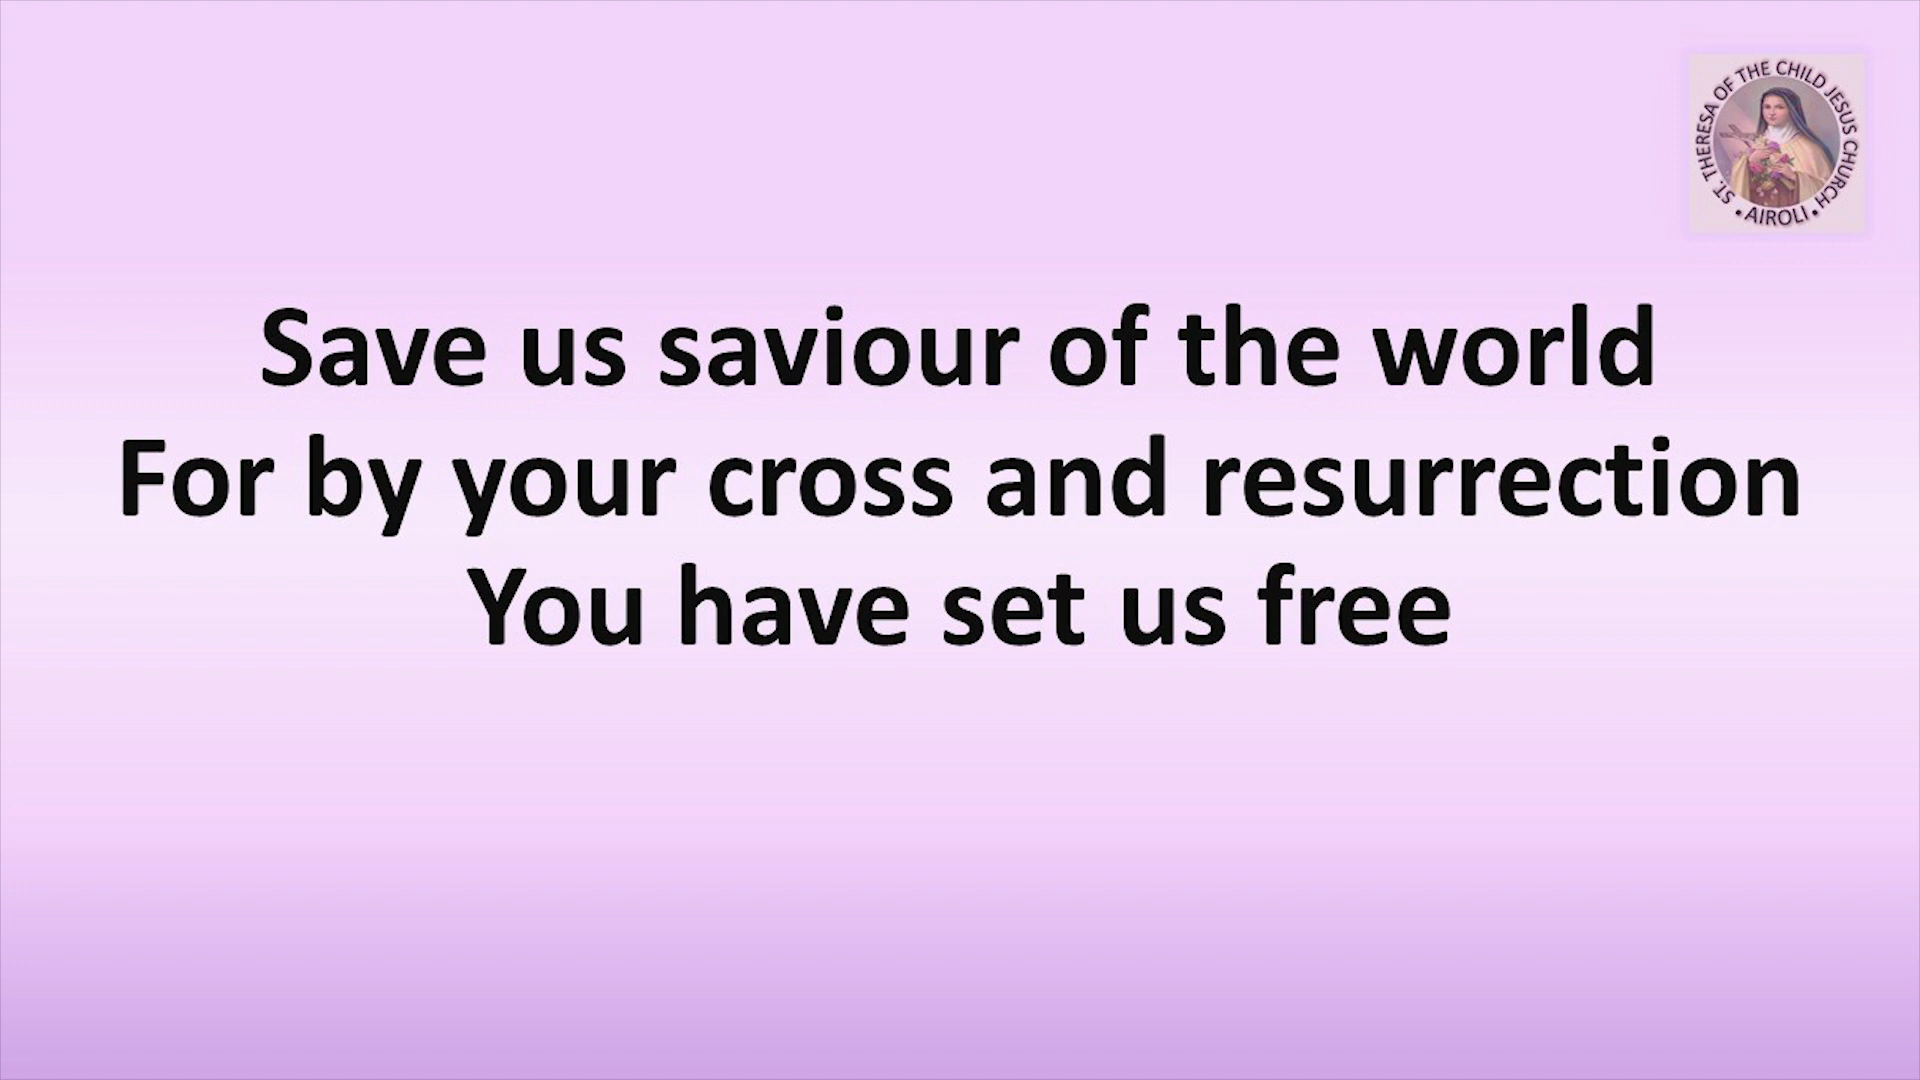 ST. THERESA OF THE CHILD JESUS CHURCH
• AIROLI •
Save us saviour of the world
For by your cross and resurrection
You have set us free